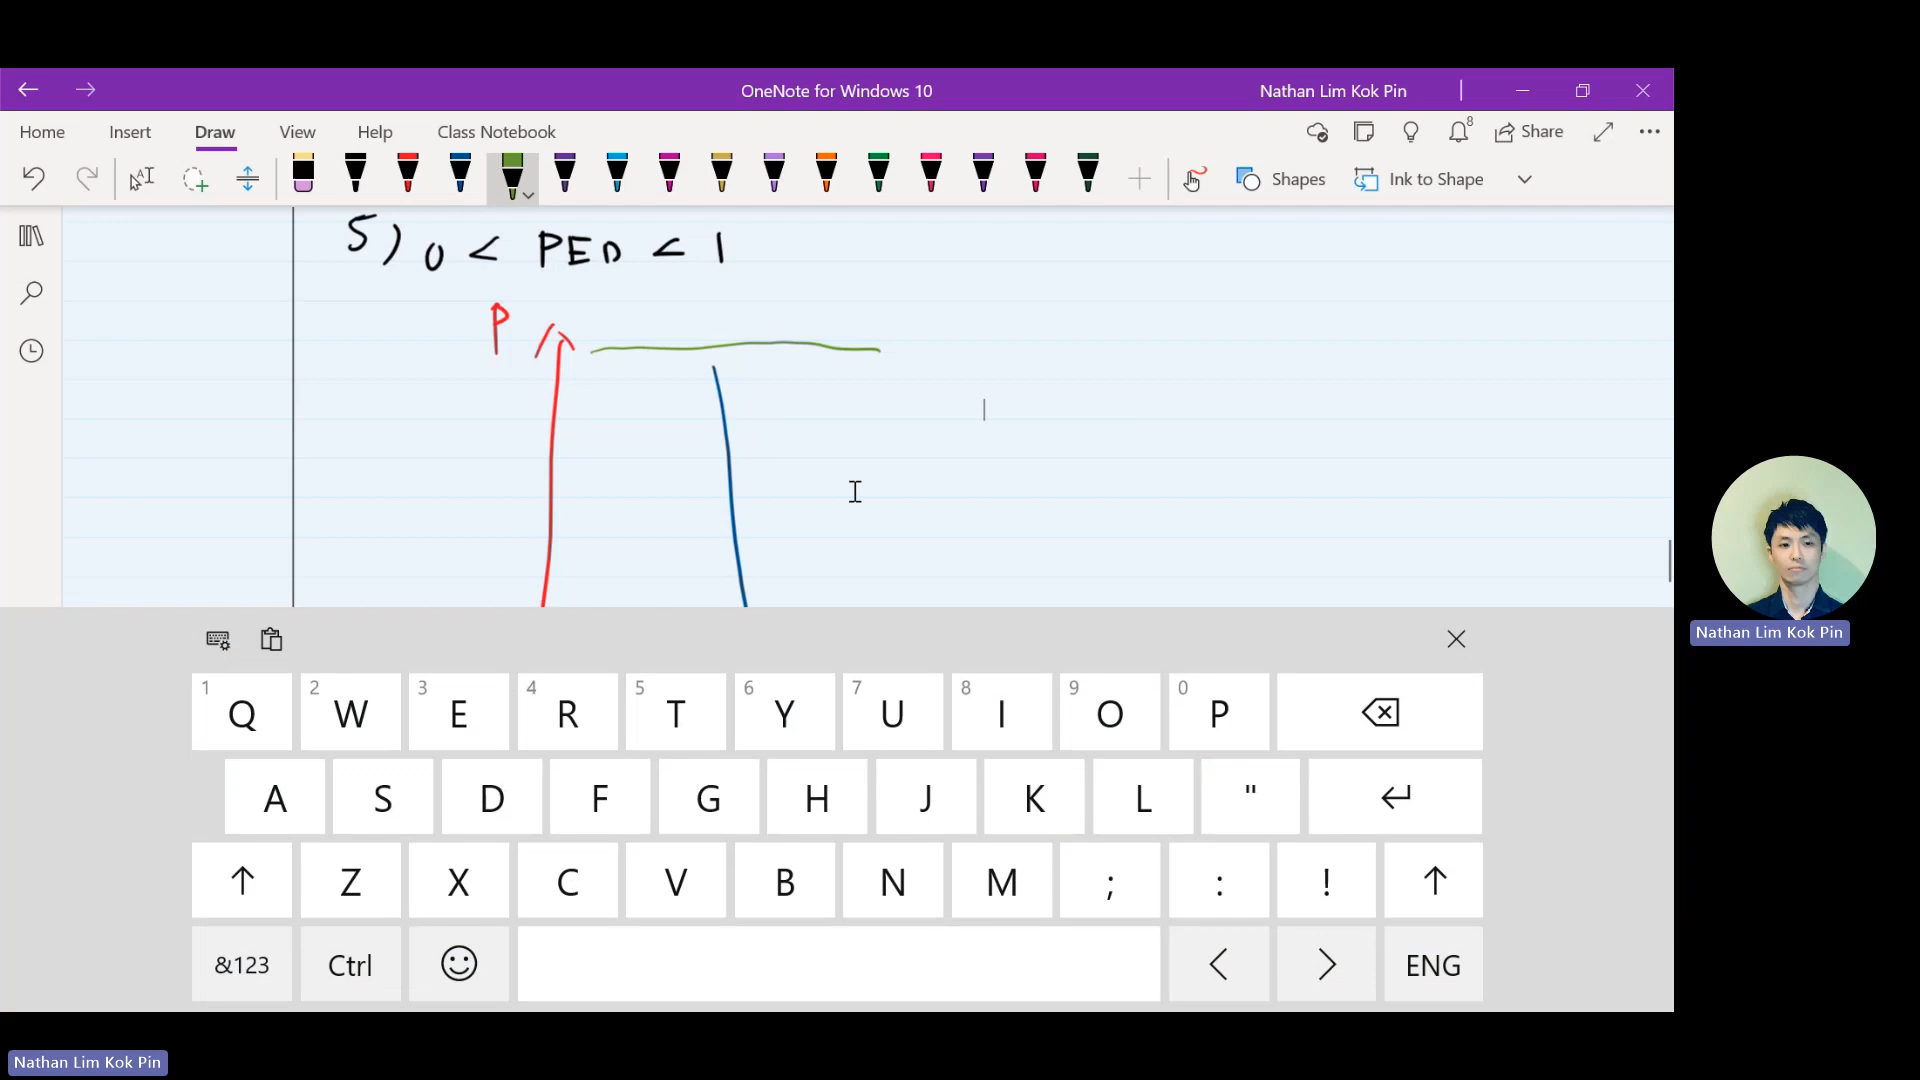 OneNote for Windows 10
Nathan Lim Kok Pin
Home Insert Draw View Help Class Notebook
8
Share
A
Shapes Ink to Shape
5) 0 < PED < 1
P
Nathan Lim Kok Pin
1 Q 2 W 3 E 4 R 5 T 6 Y 7 U 8 I 9 O 0 P
A S D F G H J K L "
Z X C V B N M ; : !
&123 Ctrl < > ENG
Nathan Lim Kok Pin